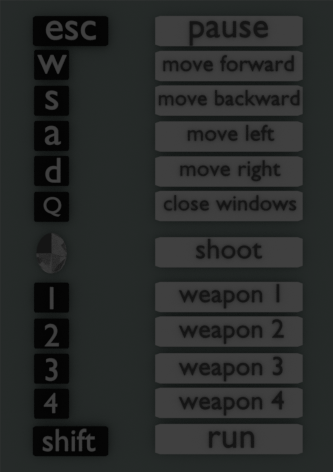 esc pause
w move forward
s move backward
a move left
d move right
Q close windows
shoot
1 weapon 1
2 weapon 2
3 weapon 3
4 weapon 4
shift run